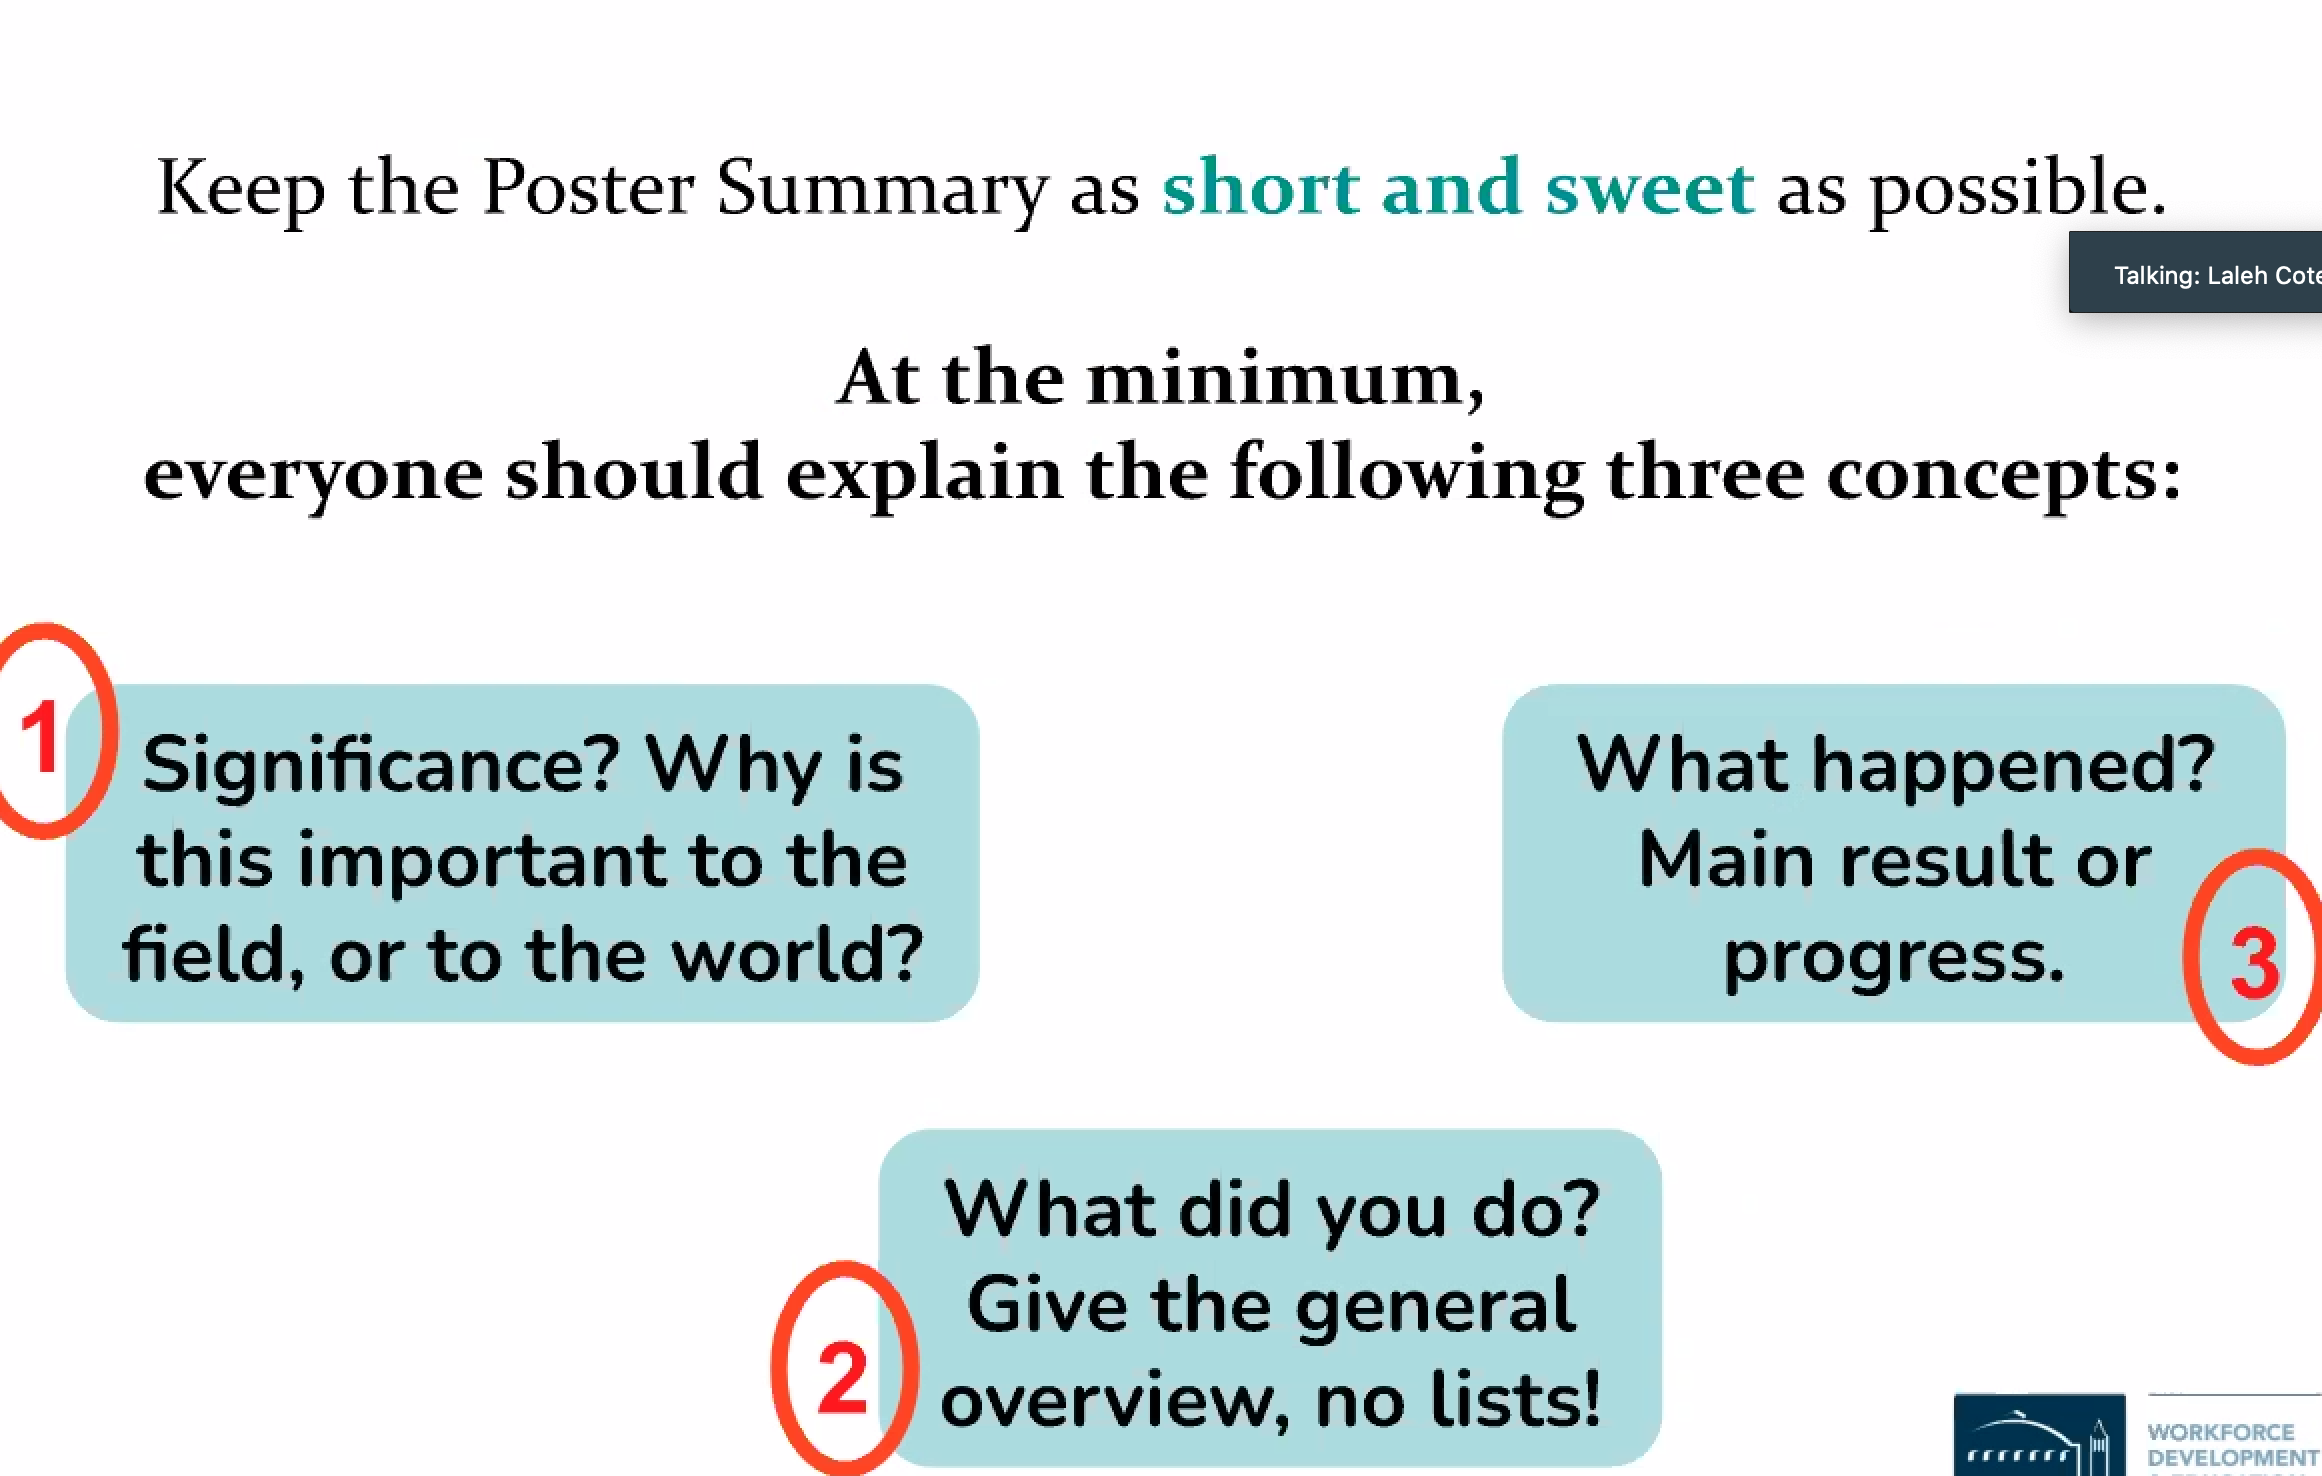 Keep the Poster Summary as short and sweet as possible.
Talking: Laleh Cote
At the minimum,
everyone should explain the following three concepts:
1
Significance? Why is
this important to the
field, or to the world?
What happened?
Main result or
progress.
3
What did you do?
Give the general
overview, no lists!
2
WORKFORCE
DEVELOPMENT